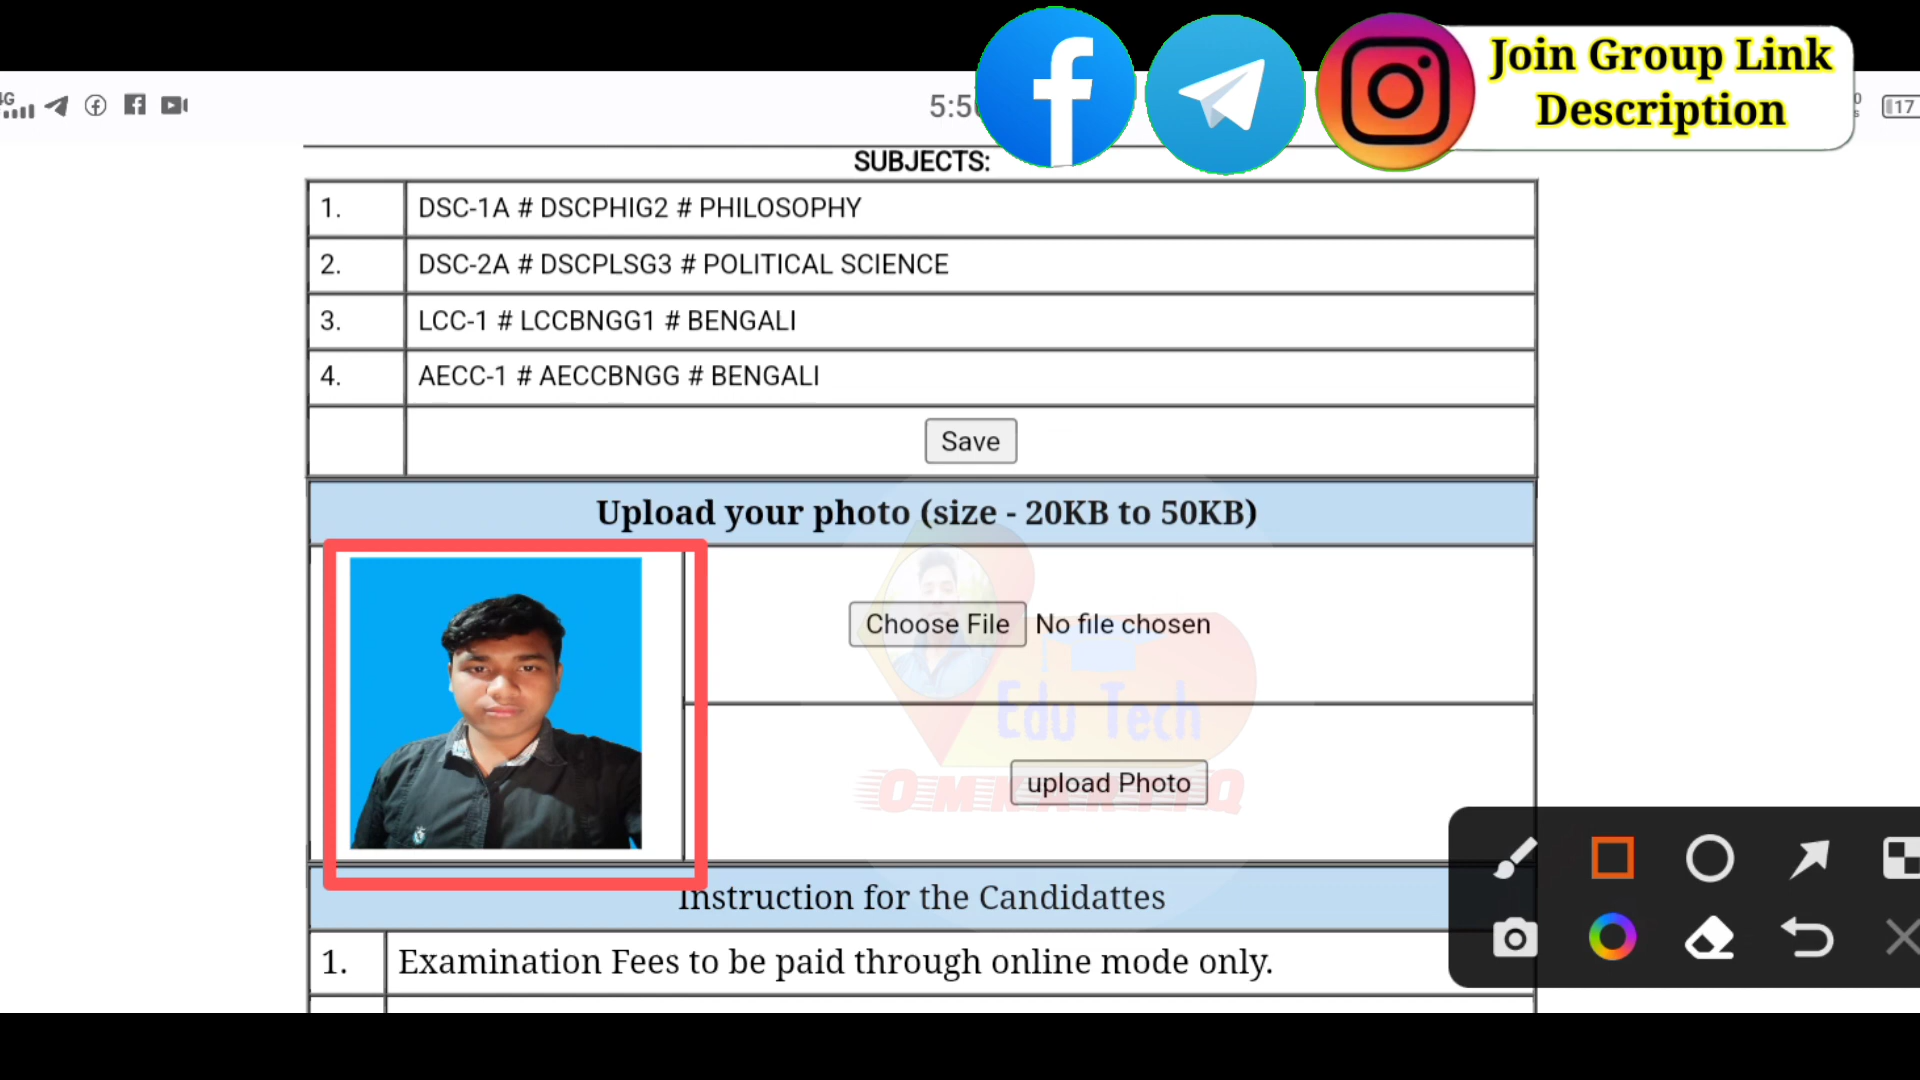 Join Group Link
Description
4G
17
SUBJECTS:
1. DSC-1A # DSCPHIG2 # PHILOSOPHY
2. DSC-2A # DSCPLSG3 # POLITICAL SCIENCE
3. LCC-1 # LCCBNGG1 # BENGALI
4. AECC-1 # AECCBNGG # BENGALI
Save
Upload your photo (size - 20KB to 50KB)
Choose File No file chosen
Edu Tech
upload Photo
Instruction for the Candidattes
1. Examination Fees to be paid through online mode only.